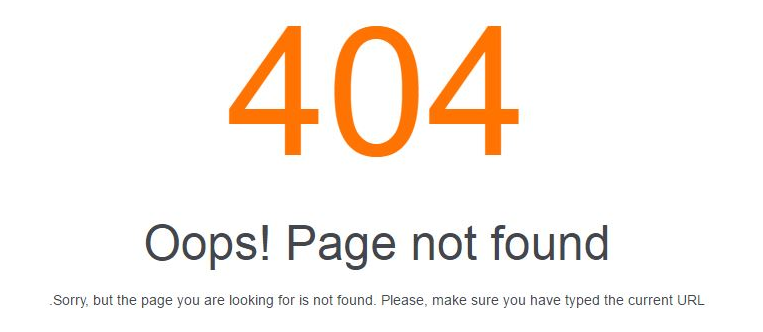 404
Oops! Page not found
.Sorry, but the page you are looking for is not found. Please, make sure you have typed the current URL